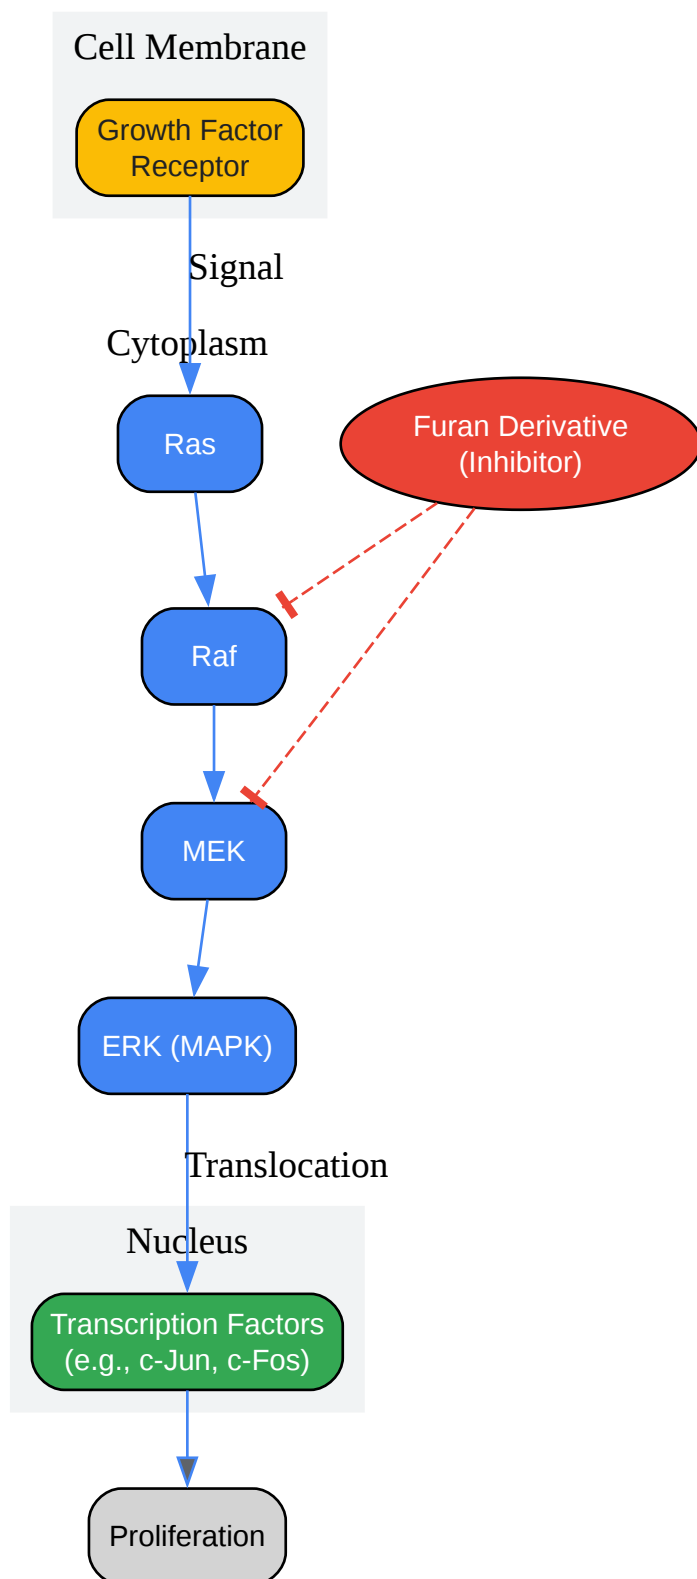 Cell Membrane
Growth Factor
Receptor
Signal
Cytoplasm
Ras
Furan Derivative
(Inhibitor)
Raf
MEK
ERK (MAPK)
Translocation
Nucleus
Transcription Factors
(e.g., c-Jun, c-Fos)
Proliferation